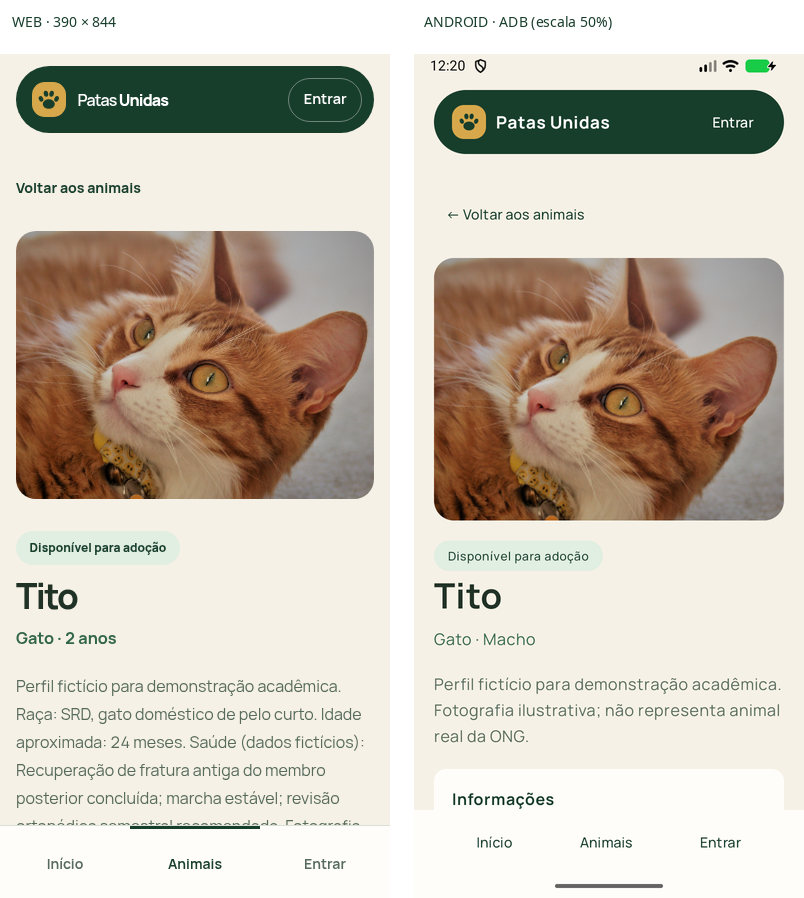 WEB · 390 × 844
Patas Unidas
Entrar
Voltar aos animais
Disponível para adoção
Tito
Gato · 2 anos
Perfil fictício para demonstração acadêmica.
Raça: SRD, gato doméstico de pelo curto. Idade
aproximada: 24 meses. Saúde (dados fictícios):
Recuperação de fratura antiga do membro
posterior concluída; marcha estável; revisão
ortopédica semestral recomendada. Fotografia
Início
Animais
Entrar
ANDROID · ADB (escala 50%)
12:20
Patas Unidas
Entrar
← Voltar aos animais
Disponível para adoção
Tito
Gato · Macho
Perfil fictício para demonstração acadêmica.
Fotografia ilustrativa; não representa animal
real da ONG.
Informações
Início
Animais
Entrar